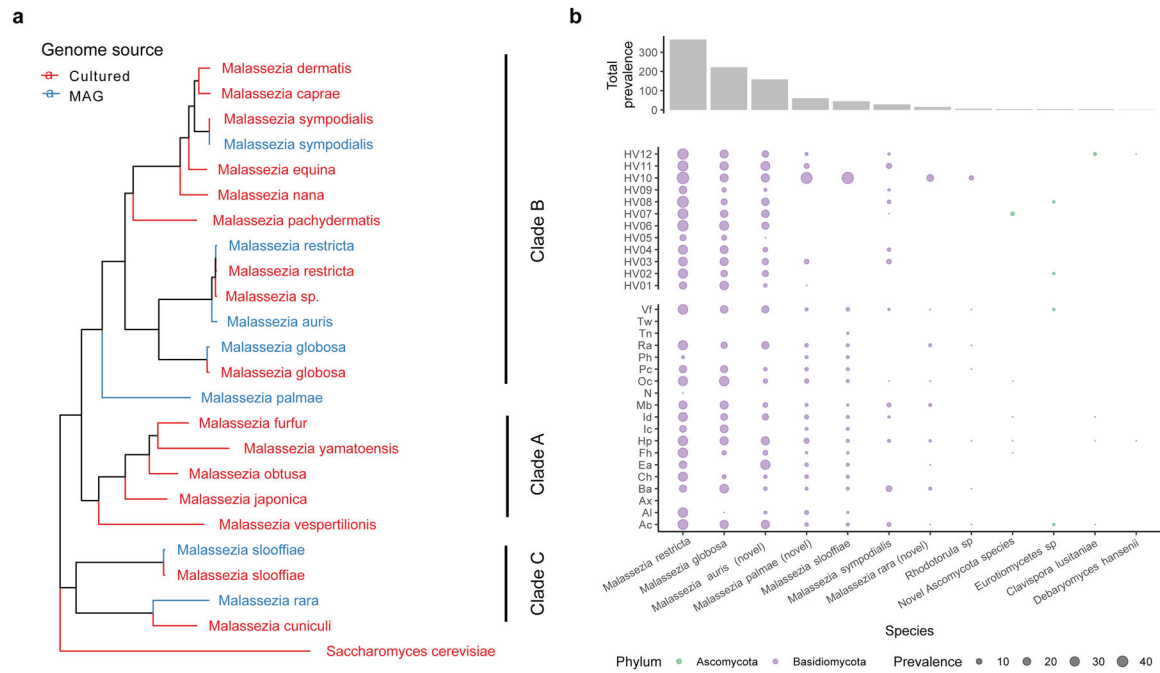 a
Genome source
a Cultured
a MAG
Malassezia dermatis
Malassezia caprae
Malassezia sympodialis
Malassezia sympodialis
Malassezia equina
Malassezia nana
Malassezia pachydermatis
Malassezia restricta
Malassezia restricta
Malassezia sp.
Malassezia auris
Malassezia globosa
Malassezia globosa
Malassezia palmae
Malassezia furfur
Malassezia yamatoensis
Malassezia obtusa
Malassezia japonica
Malassezia vespertilionis
Malassezia slooffiae
Malassezia slooffiae
Malassezia rara
Malassezia cuniculi
Saccharomyces cerevisiae
Clade B
Clade A
Clade C
b
Total
prevalence
300
200
100
0
HV12
HV11
HV10
HV09
HV08
HV07
HV06
HV05
HV04
HV03
HV02
HV01
Vf
Tw
Tn
Ra
Ph
Pc
Oc
N
Mb
Id
Ic
Hp
Fh
Ea
Ch
Ba
Ax
Al
Ac
Malassezia restricta
Malassezia globosa
Malassezia auris (novel)
Malassezia palmae (novel)
Malassezia slooffiae
Malassezia sympodialis
Malassezia rara (novel)
Rhodotorula sp
Novel Ascomycota species
Eurotiomycetes sp
Clavispora lusitaniae
Debaryomyces hansenii
Species
Phylum Ascomycota Basidiomycota Prevalence 10 20 30 40